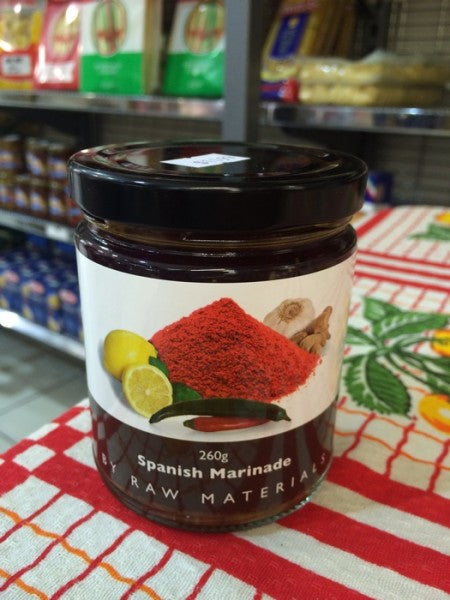 260g
Spanish Marinade
BY RAW MATERIALS